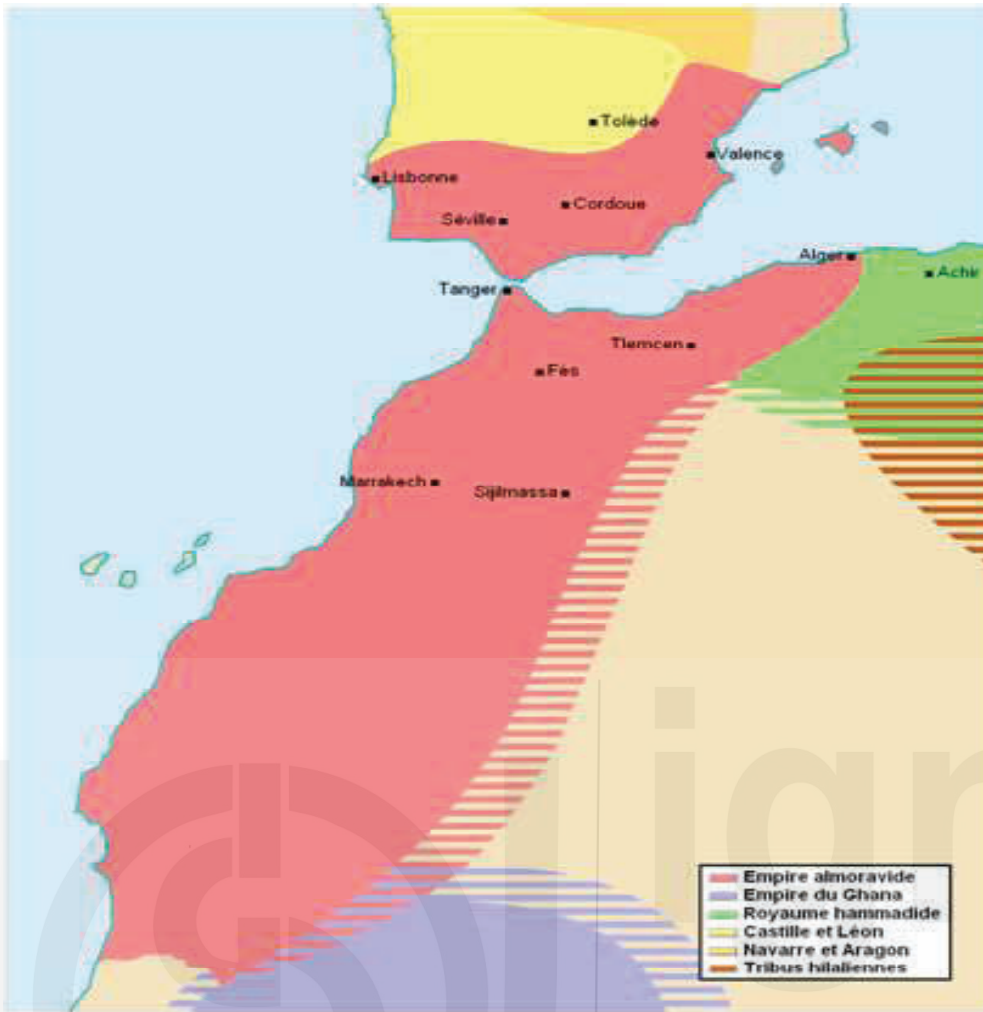 Tolède
Valence
Lisbonne
Cordoue
Séville
Alger
Achir
Tanger
Tlemcen
Fès
Marrakech
Sijilmassa
ign
Empire almoravide
Empire du Ghana
Royaume hammadide
Castille et Léon
Navarre et Aragon
Tribus hilaliennes